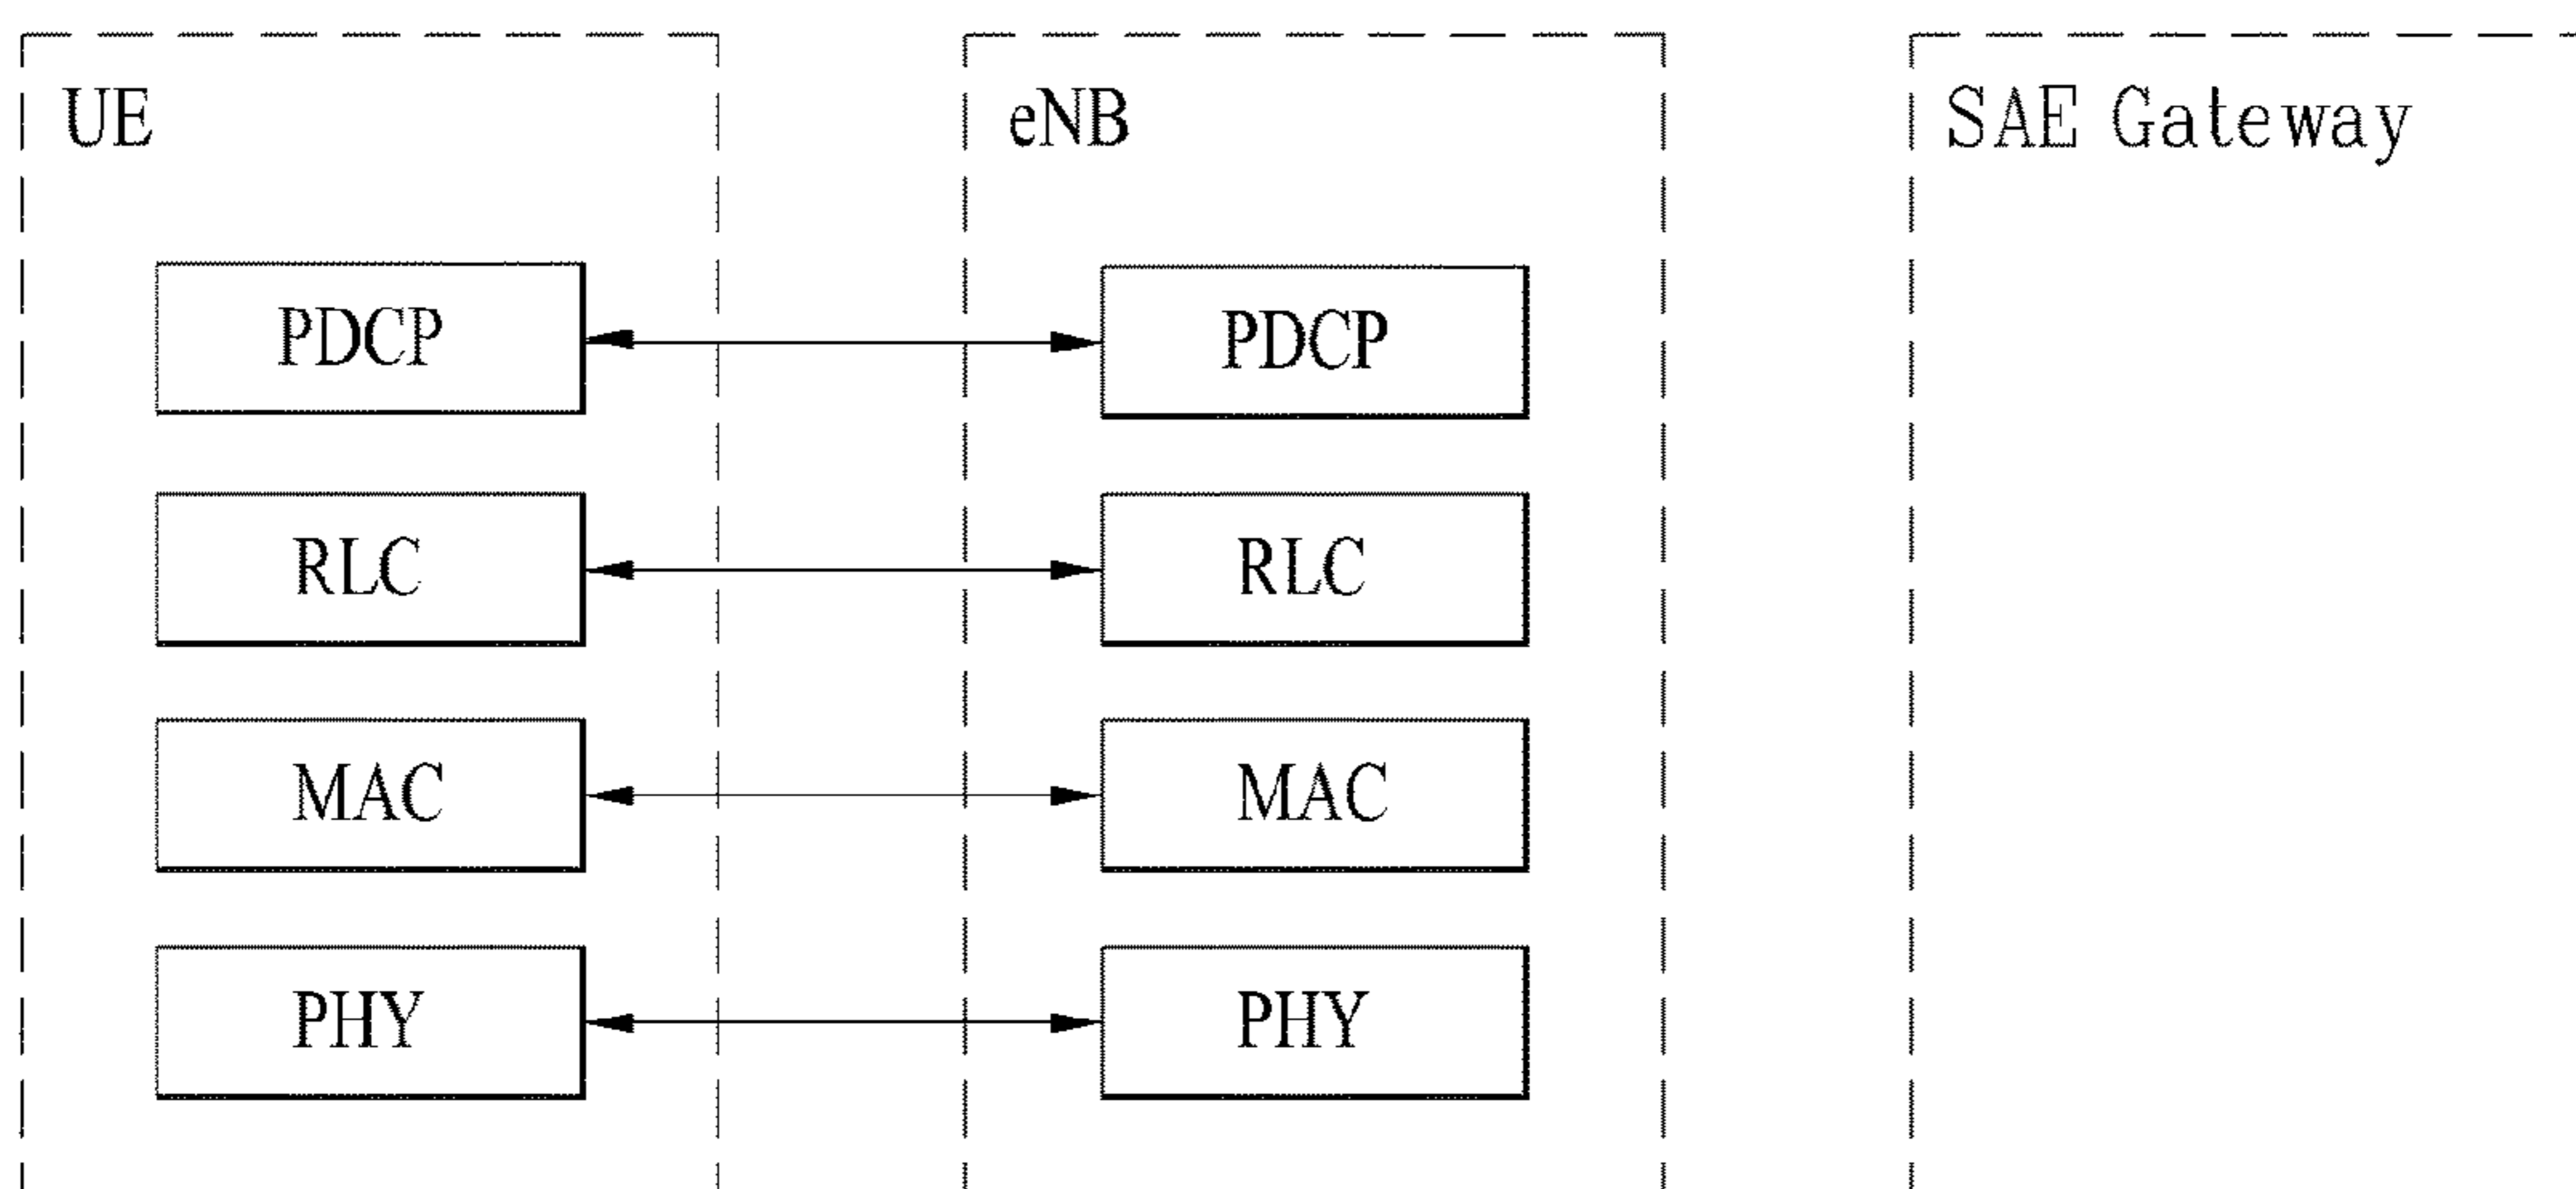 UE
eNB
SAE Gateway
PDCP
PDCP
RLC
RLC
MAC
MAC
PHY
PHY